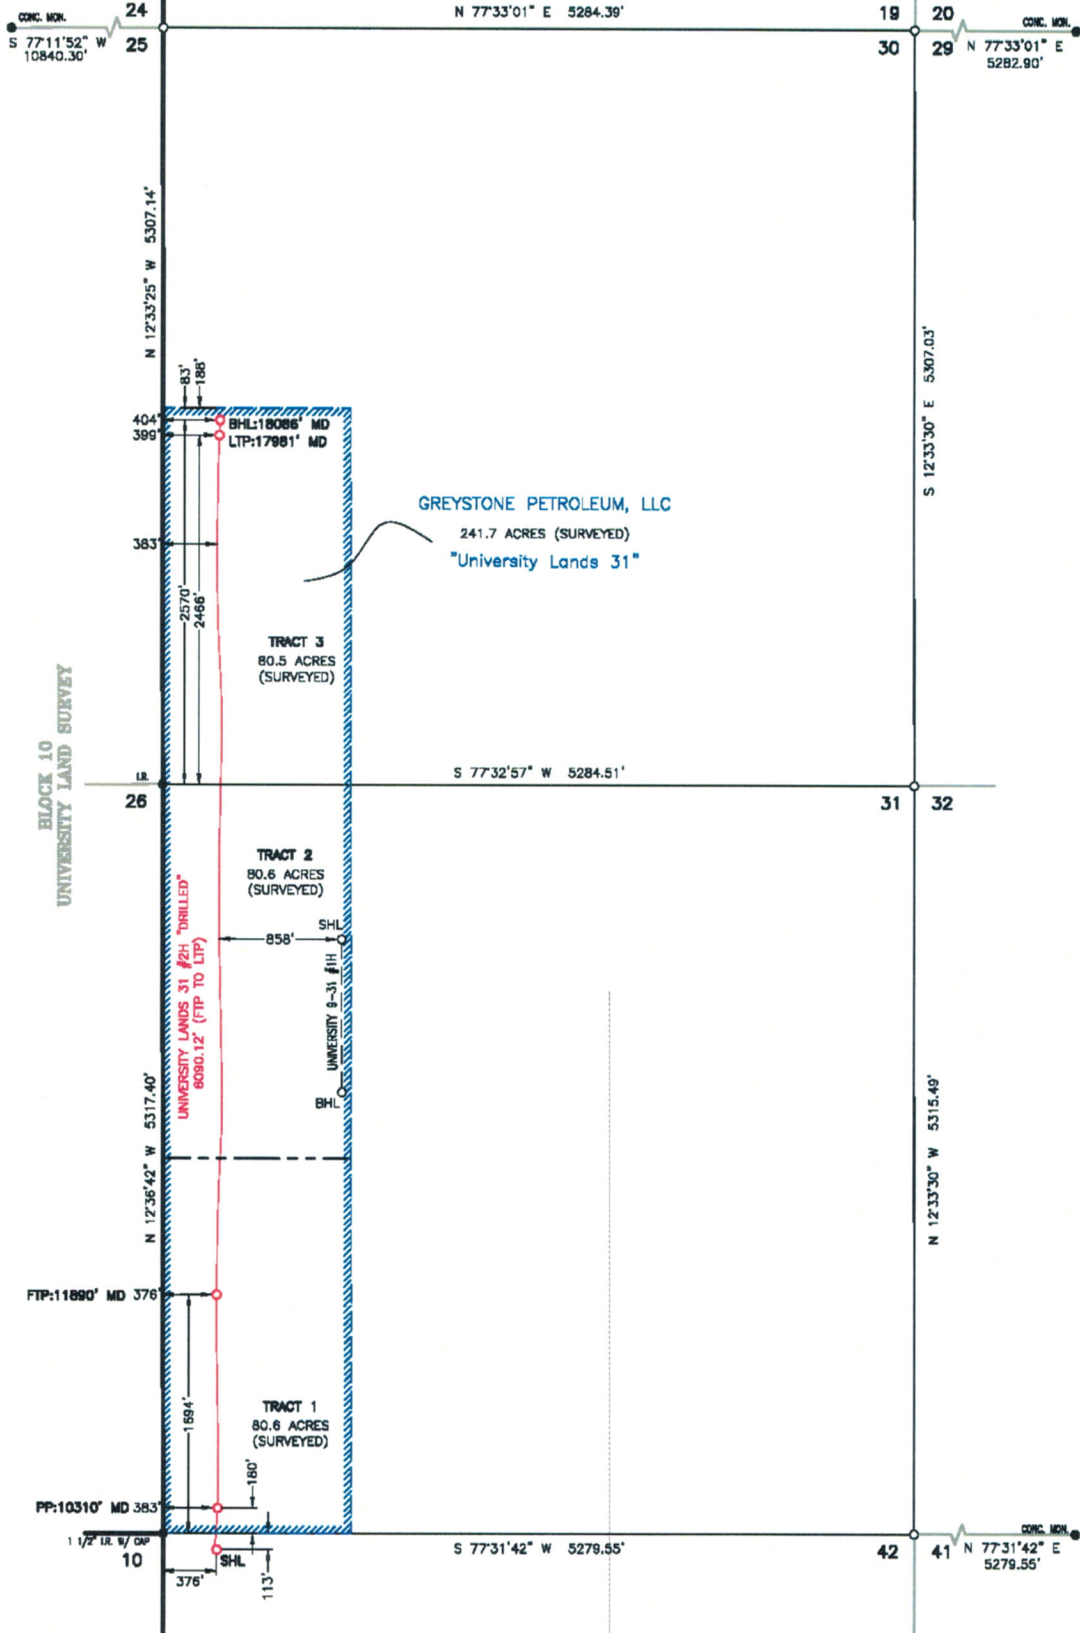 24
N 77°33'01" E 5284.39'
19 20
CONC. MON.
S 77°11'52" W
10840.30'
25
30
29
CONC. MON.
N 77°33'01" E
5282.90'
N 12°33'25" W 5307.14'
S 12°33'30" E 5307.03'
83'
188'
404'
BHL:18086' MD
399'
LTP:17981' MD
GREYSTONE PETROLEUM, LLC
241.7 ACRES (SURVEYED)
"University Lands 31"
383'
2570'
2466'
TRACT 3
80.5 ACRES
(SURVEYED)
BLOCK 10
UNIVERSITY LAND SURVEY
I.R.
S 77°32'57" W 5284.51'
26
31 32
TRACT 2
80.6 ACRES
(SURVEYED)
SHL
858'
UNIVERSITY LANDS 31 #2H "DRILLED"
6090.12' (FTP TO LTP)
UNIVERSITY 9-31 #1H
BHL
N 12°36'42" W 5317.40'
N 12°33'30" W 5315.49'
FTP:11890' MD 376'
1694'
TRACT 1
80.6 ACRES
(SURVEYED)
180'
PP:10310' MD 383'
1 1/2" I.R. W/ CAP
10
SHL
S 77°31'42" W 5279.55'
42 41
CONC. MON.
N 77°31'42" E
5279.55'
376'
113'